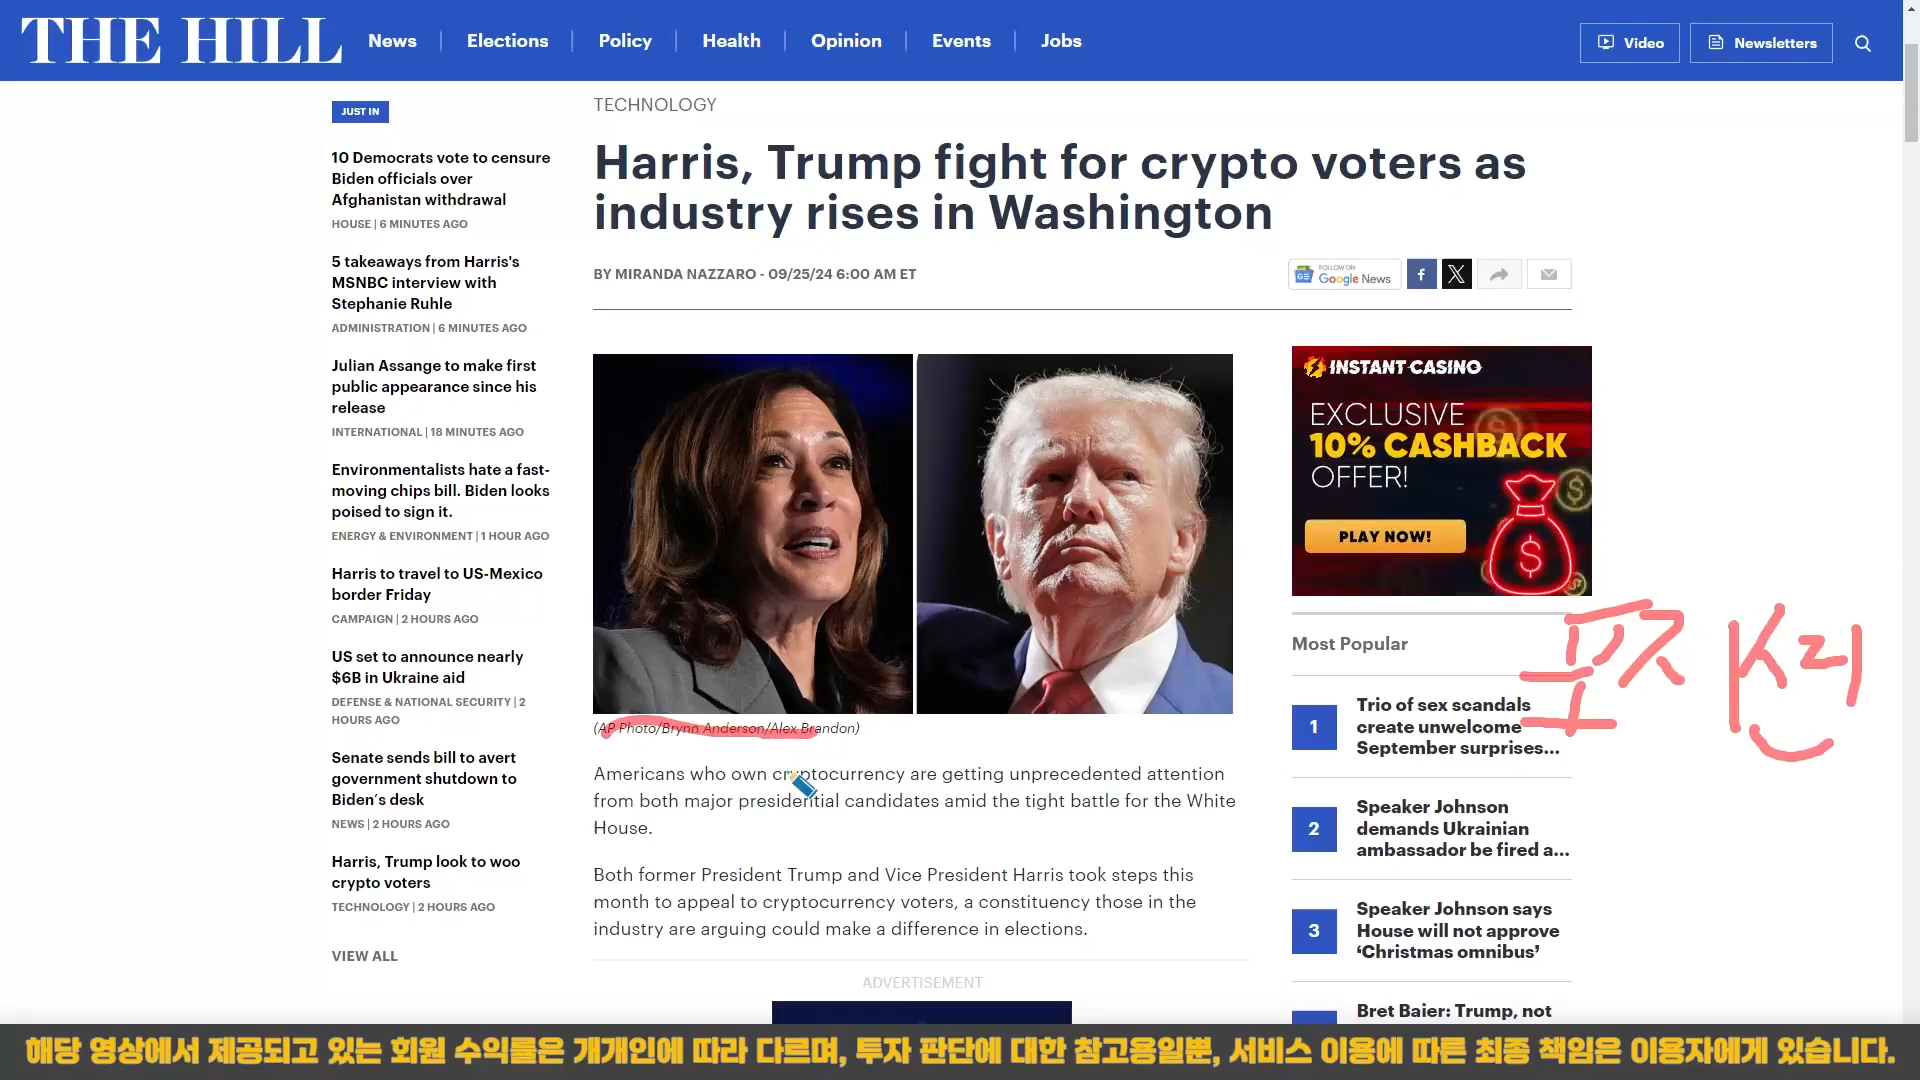 THE HILL
News
Elections
Policy
Health
Opinion
Events
Jobs
Video
Newsletters
JUST IN
10 Democrats vote to censure
Biden officials over
Afghanistan withdrawal
HOUSE | 6 MINUTES AGO
5 takeaways from Harris's
MSNBC interview with
Stephanie Ruhle
ADMINISTRATION | 6 MINUTES AGO
Julian Assange to make first
public appearance since his
release
INTERNATIONAL | 18 MINUTES AGO
Environmentalists hate a fast-
moving chips bill. Biden looks
poised to sign it.
ENERGY & ENVIRONMENT | 1 HOUR AGO
Harris to travel to US-Mexico
border Friday
CAMPAIGN | 2 HOURS AGO
US set to announce nearly
$6B in Ukraine aid
DEFENSE & NATIONAL SECURITY | 2
HOURS AGO
Senate sends bill to avert
government shutdown to
Biden's desk
NEWS | 2 HOURS AGO
Harris, Trump look to woo
crypto voters
TECHNOLOGY | 2 HOURS AGO
VIEW ALL
TECHNOLOGY
Harris, Trump fight for crypto voters as
industry rises in Washington
BY MIRANDA NAZZARO - 09/25/24 6:00 AM ET
FOLLOW ON
Google News
(AP Photo/Brynn Anderson/Alex Brandon)
Americans who own cryptocurrency are getting unprecedented attention
from both major presidential candidates amid the tight battle for the White
House.
Both former President Trump and Vice President Harris took steps this
month to appeal to cryptocurrency voters, a constituency those in the
industry are arguing could make a difference in elections.
ADVERTISEMENT
INSTANT CASINO
EXCLUSIVE
10% CASHBACK
OFFER!
PLAY NOW!
Most Popular
1
Trio of sex scandals
create unwelcome
September surprises...
2
Speaker Johnson
demands Ukrainian
ambassador be fired a...
3
Speaker Johnson says
House will not approve
‘Christmas omnibus’
Bret Baier: Trump, not
해당 영상에서 제공되고 있는 회원 수익률은 개개인에 따라 다르며, 투자 판단에 대한 참고용일뿐, 서비스 이용에 따른 최종 책임은 이용자에게 있습니다.